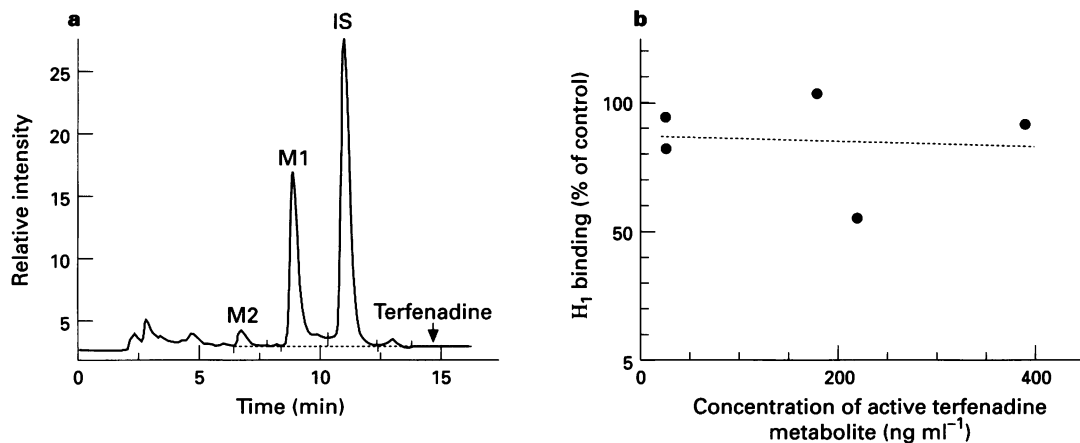 a
IS
M1
M2
Terfenadine
25
20
15
10
5
0
5
10
15
Relative intensity
Time (min)
b
100
50
5
0
200
400
H₁ binding (% of control)
Concentration of active terfenadine
metabolite (ng ml⁻¹)